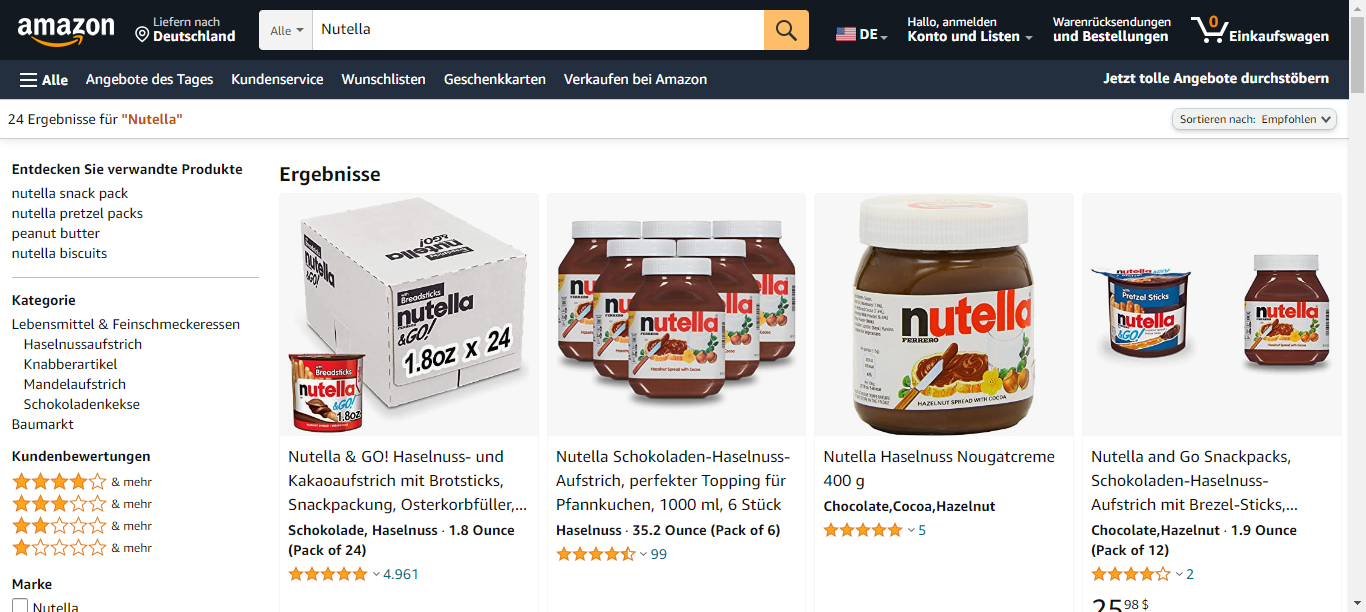 amazon
Liefern nach
Deutschland
Alle
Nutella
DE
Hallo, anmelden
Konto und Listen
Warenrücksendungen
und Bestellungen
0
Einkaufswagen
Alle
Angebote des Tages
Kundenservice
Wunschlisten
Geschenkkarten
Verkaufen bei Amazon
Jetzt tolle Angebote durchstöbern
24 Ergebnisse für "Nutella"
Sortieren nach: Empfohlen
Entdecken Sie verwandte Produkte
nutella snack pack
nutella pretzel packs
peanut butter
nutella biscuits
Kategorie
Lebensmittel & Feinschmeckeressen
Haselnussaufstrich
Knabberartikel
Mandelaufstrich
Schokoladenkekse
Baumarkt
Kundenbewertungen
& mehr
& mehr
& mehr
& mehr
Marke
Nutella
Ergebnisse
with Breadsticks
nutella
FERRERO
&GO!
1.8oz x 24
Breadsticks
nutella
&GO!
1.8oz
Nutella & GO! Haselnuss- und
Kakaoaufstrich mit Brotsticks,
Snackpackung, Osterkorbfüller,...
Schokolade, Haselnuss · 1.8 Ounce
(Pack of 24)
4.961
nutella
FERRERO
Hazelnut Spread with Cocoa
Nutella Schokoladen-Haselnuss-
Aufstrich, perfekter Topping für
Pfannkuchen, 1000 ml, 6 Stück
Haselnuss · 35.2 Ounce (Pack of 6)
99
nutella
FERRERO
HAZELNUT SPREAD WITH COCOA
Nutella Haselnuss Nougatcreme
400 g
Chocolate,Cocoa,Hazelnut
5
Pretzel Sticks
nutella
&GO!
nutella
Nutella and Go Snackpacks,
Schokoladen-Haselnuss-
Aufstrich mit Brezel-Sticks,...
Chocolate,Hazelnut · 1.9 Ounce
(Pack of 12)
2
25 98 $